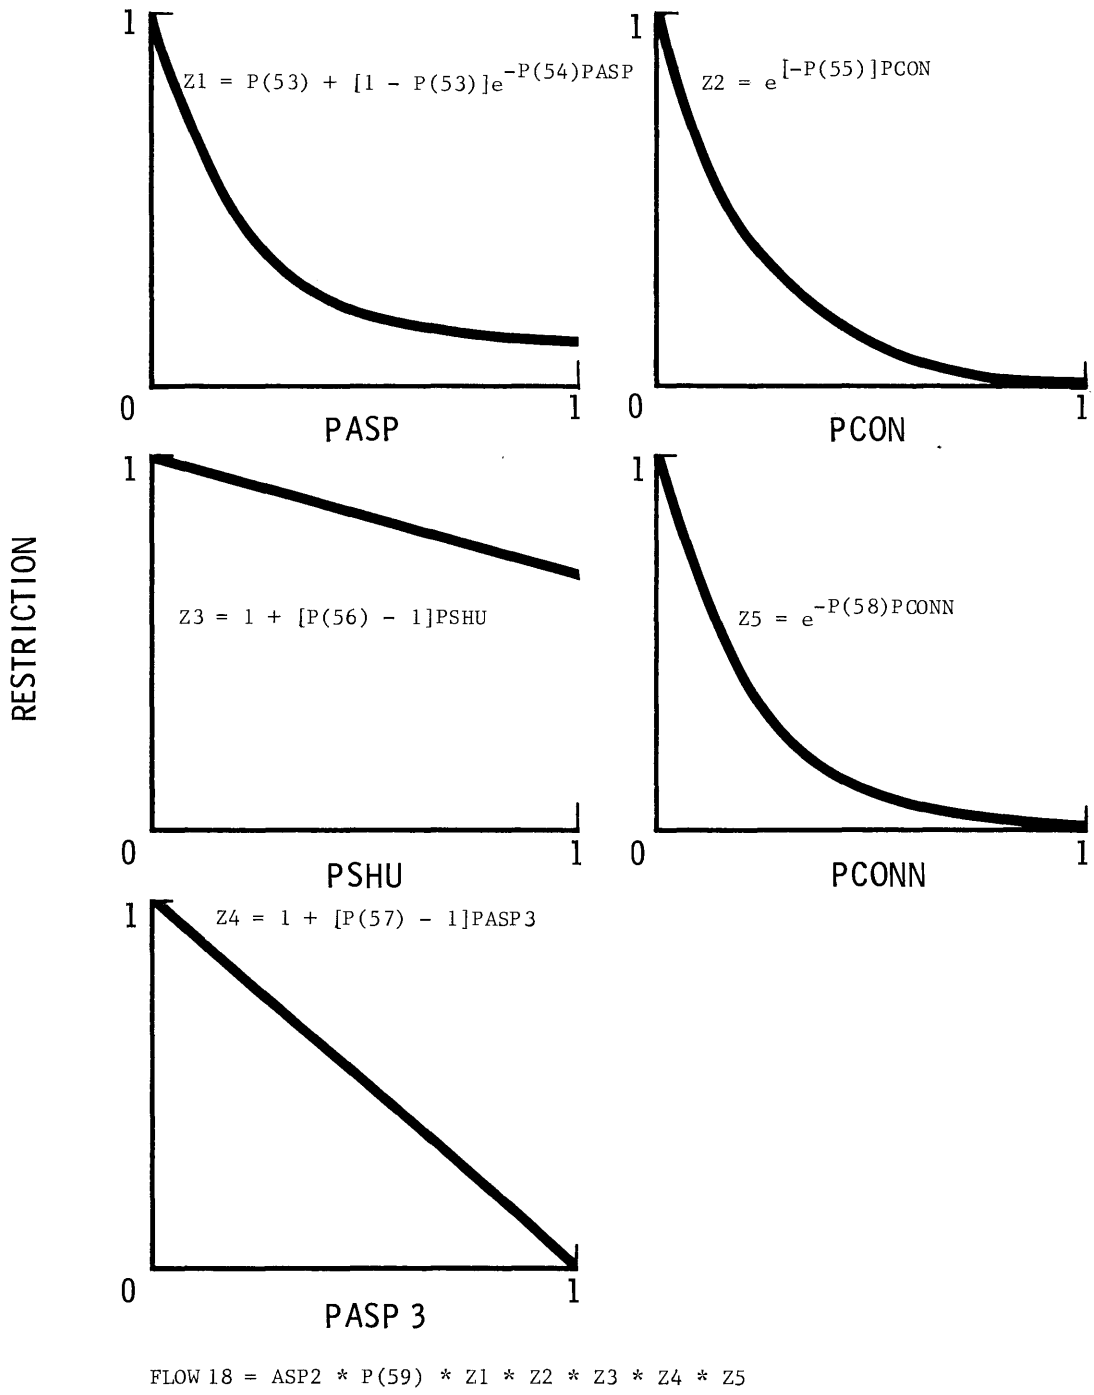 1
Z1 = P(53) + [1 - P(53)]e^-P(54)PASP
0
1
PASP
1
Z2 = e^[-P(55)]PCON
0
1
PCON
RESTRICTION
1
Z3 = 1 + [P(56) - 1]PSHU
0
1
PSHU
1
Z5 = e^-P(58)PCONN
0
1
PCONN
1
Z4 = 1 + [P(57) - 1]PASP3
0
1
PASP 3
FLOW 18 = ASP2 * P(59) * Z1 * Z2 * Z3 * Z4 * Z5